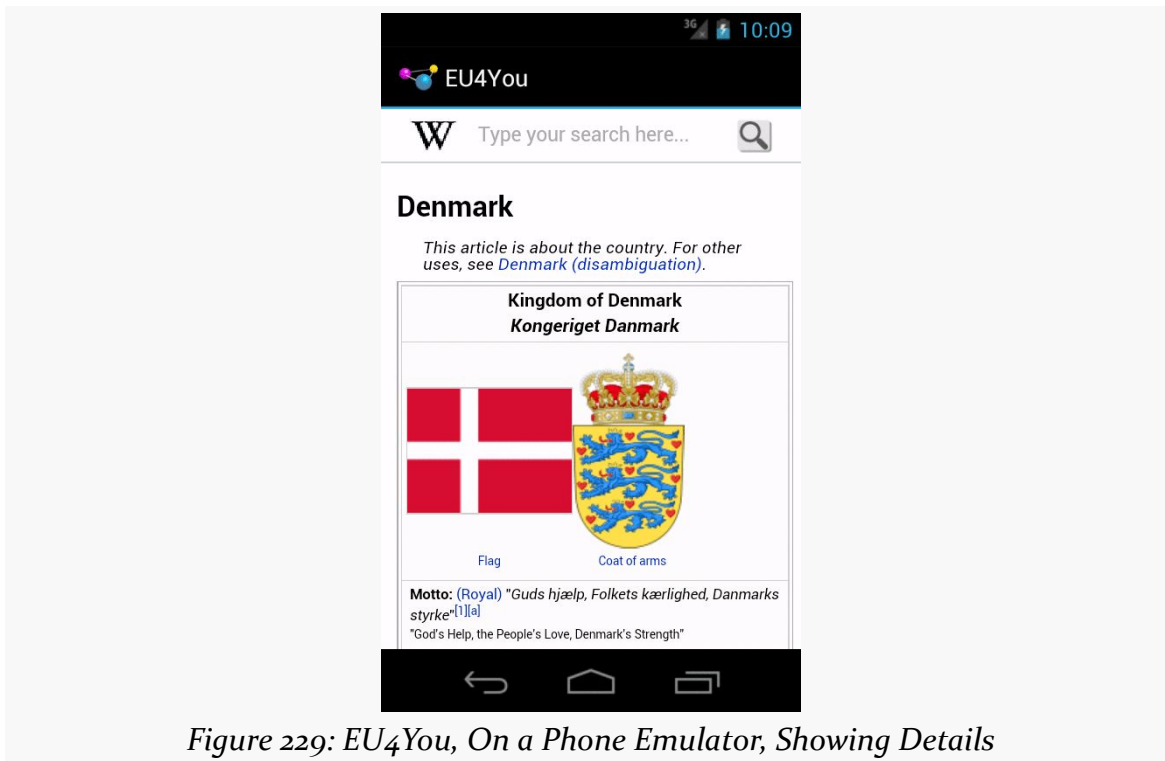 3G 10:09
EU4You
W Type your search here...
Denmark
This article is about the country. For other
uses, see Denmark (disambiguation).
Kingdom of Denmark
Kongeriget Danmark
Flag Coat of arms
Motto: (Royal) "Guds hjælp, Folkets kærlighed, Danmarks
styrke"[1][a]
"God's Help, the People's Love, Denmark's Strength"
Figure 229: EU4You, On a Phone Emulator, Showing Details